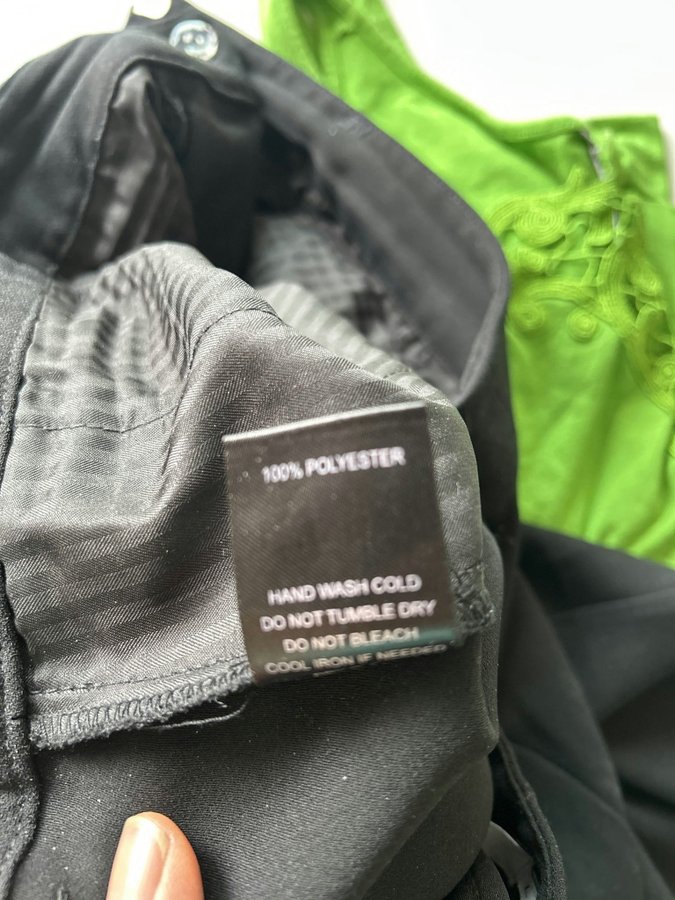 100% POLYESTER
HAND WASH COLD
DO NOT TUMBLE DRY
DO NOT BLEACH
COOL IRON IF NEEDED